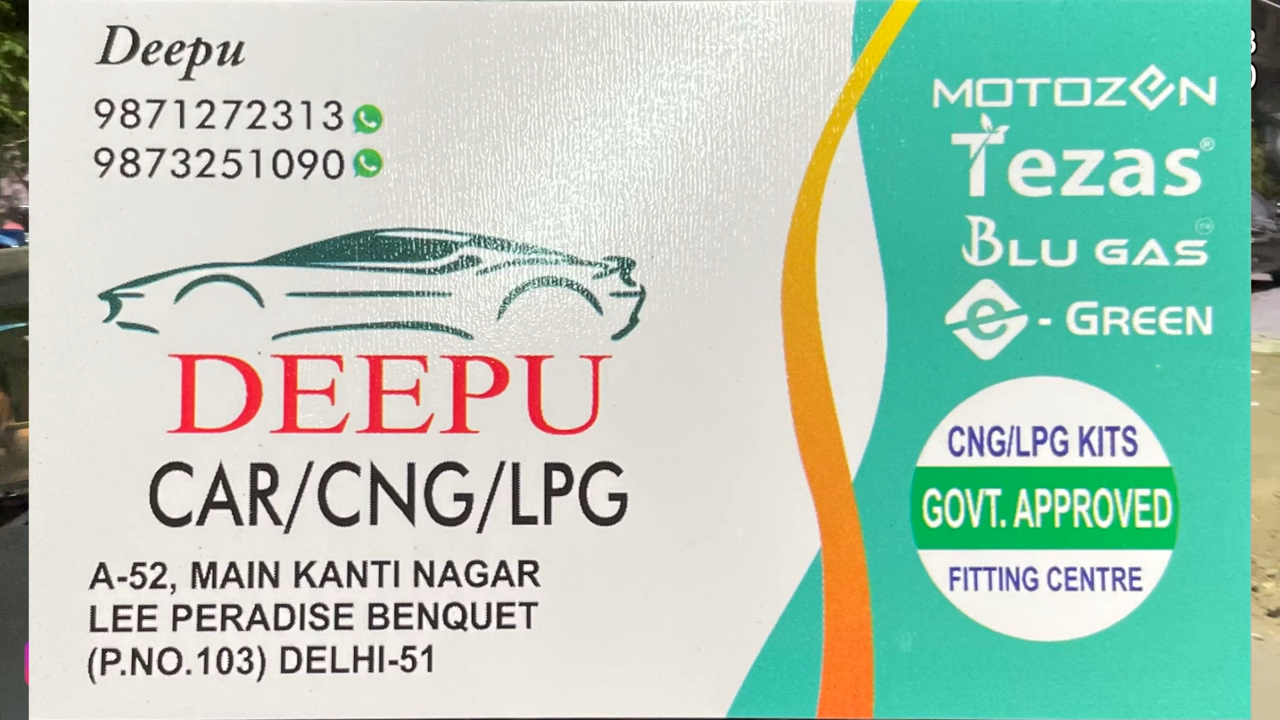 Deepu
9871272313
9873251090
DEEPU
CAR/CNG/LPG
A-52, MAIN KANTI NAGAR
LEE PERADISE BENQUET
(P.NO.103) DELHI-51
MOTOZEN
Tezas®
BLU GAS™
e - GREEN
CNG/LPG KITS
GOVT. APPROVED
FITTING CENTRE